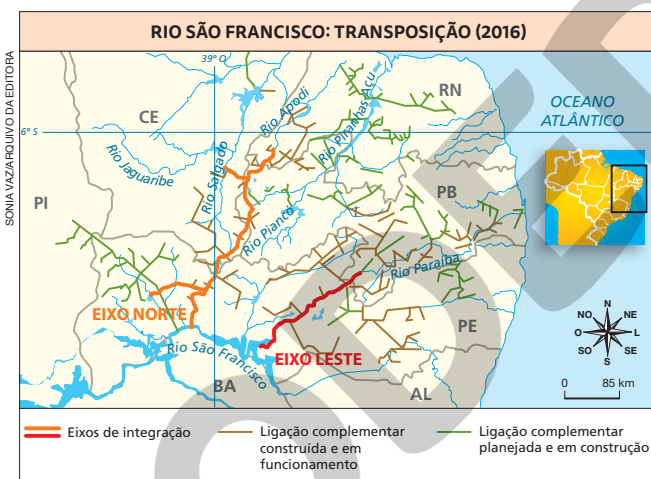 RIO SÃO FRANCISCO: TRANSPOSIÇÃO (2016)
SONIA VAZ/ARQUIVO DA EDITORA
39° O
6° S
CE
RN
PI
PB
PE
BA
AL
Rio Apodi
Rio Piranhas Açu
Rio Jaguaribe
Rio Salgado
Rio Piancó
Rio Paraíba
Rio São Francisco
EIXO NORTE
EIXO LESTE
OCEANO
ATLÂNTICO
N
NO
NE
O
L
SO
SE
S
0 85 km
Eixos de integração
Ligação complementar
construída e em
funcionamento
Ligação complementar
planejada e em construção